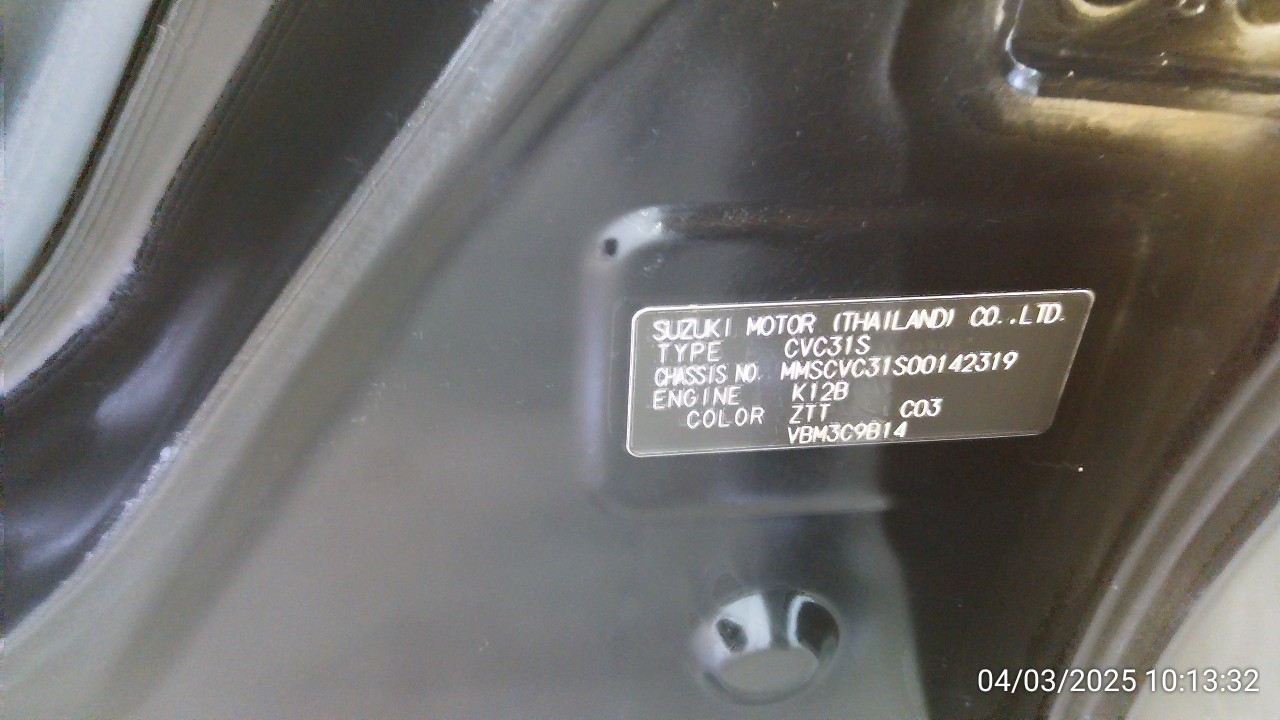 SUZUKI MOTOR (THAILAND) CO.,LTD.
TYPE CVC31S
CHASSIS NO. MMSCVC31S00142319
ENGINE K12B
COLOR ZTT C03
VBM3C9B14
04/03/2025 10:13:32